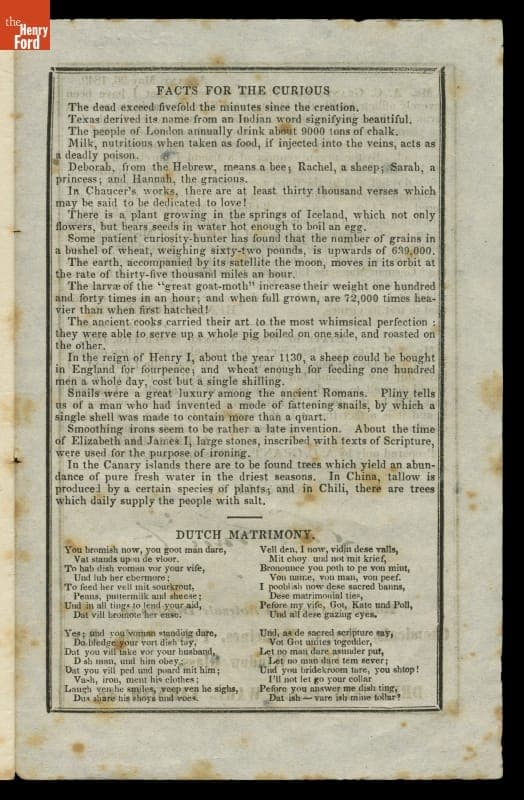 the
Henry
Ford
FACTS FOR THE CURIOUS
The dead exceed fivefold the minutes since the creation.
Texas derived its name from an Indian word signifying beautiful.
The people of London annually drink about 9000 tons of chalk.
Milk, nutritious when taken as food, if injected into the veins, acts as
a deadly poison.
Deborah, from the Hebrew, means a bee; Rachel, a sheep; Sarah, a
princess; and Hannah, the gracious.
In Chaucer's works, there are at least thirty thousand verses which
may be said to be dedicated to love!
There is a plant growing in the springs of Iceland, which not only
flowers, but bears seeds in water hot enough to boil an egg.
Some patient curiosity-hunter has found that the number of grains in
a bushel of wheat, weighing sixty-two pounds, is upwards of 639,000.
The earth, accompanied by its satellite the moon, moves in its orbit at
the rate of thirty-five thousand miles an hour.
The larvæ of the "great goat-moth" increase their weight one hundred
and forty times in an hour; and when full grown, are 72,000 times hea-
vier than when first hatched!
The ancient cooks carried their art to the most whimsical perfection:
they were able to serve up a whole pig boiled on one side, and roasted on
the other.
In the reign of Henry I, about the year 1130, a sheep could be bought
in England for fourpence; and wheat enough for feeding one hundred
men a whole day, cost but a single shilling.
Snails were a great luxury among the ancient Romans. Pliny tells
us of a man who had invented a mode of fattening snails, by which a
single shell was made to contain more than a quart.
Smoothing irons seem to be rather a late invention. About the time
of Elizabeth and James I, large stones, inscribed with texts of Scripture,
were used for the purpose of ironing.
In the Canary islands there are to be found trees which yield an abun-
dance of pure fresh water in the driest seasons. In China, tallow is
produced by a certain species of plants; and in Chili, there are trees
which daily supply the people with salt.
DUTCH MATRIMONY.
You bromish now, you goot man dare,
Vat stands upon de vloor.
To hab dish voman vor your vife,
Und lub her ebermore;
To feed her vell mit sourkrout,
Peans, puttermilk and sheese;
Und in all tings to lend your aid,
Dat vill bromote her ease.
Yes; und you voman standing dare,
Do bledge your vort dish tay,
Dat you vill take vor your husband,
Dish man, und him obey;
Dat you vill ped und poard mit him;
Vash, iron, ment his clothes;
Laugh ven he smiles, veep ven he sighs,
Dus share his shoys und voes.
Vell den, I now, vidin dese valls,
Mit choy und not mit krief,
Bronounce you poth to pe von mint,
Von name, von man, von peef.
I pooblish now dese sacred banns,
Dese matrimonial ties,
Pefore my vife, Got, Kate und Poll,
Und all dese gazing eyes.
Und, as de sacred scripture say,
Vot Got unites togedder,
Let no man dare asunder put,
Let no man dare tem sever;
Und you bridekroom tare, you shtop!
I'll not let go your collar
Pefore you answer me dish ting,
Dat ish—vare ish mine tollar?